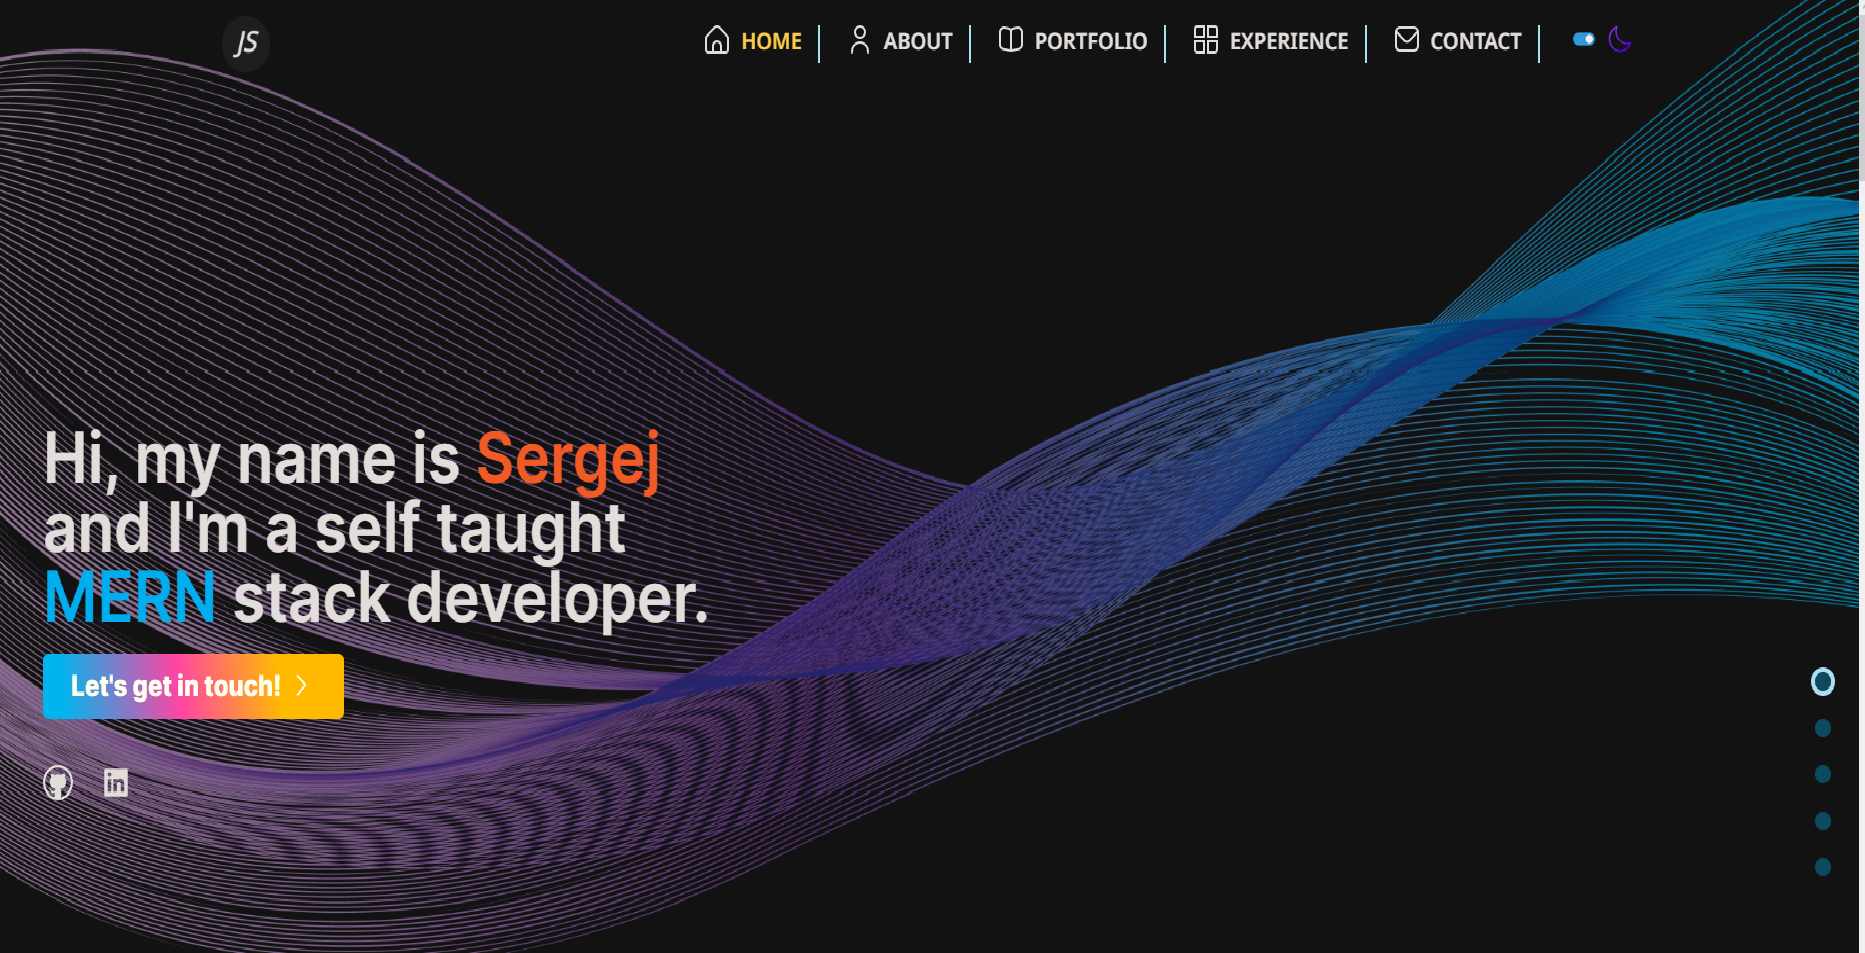 JS
HOME
ABOUT
PORTFOLIO
EXPERIENCE
CONTACT
Hi, my name is Sergej
and I'm a self taught
MERN stack developer.
Let's get in touch!
in